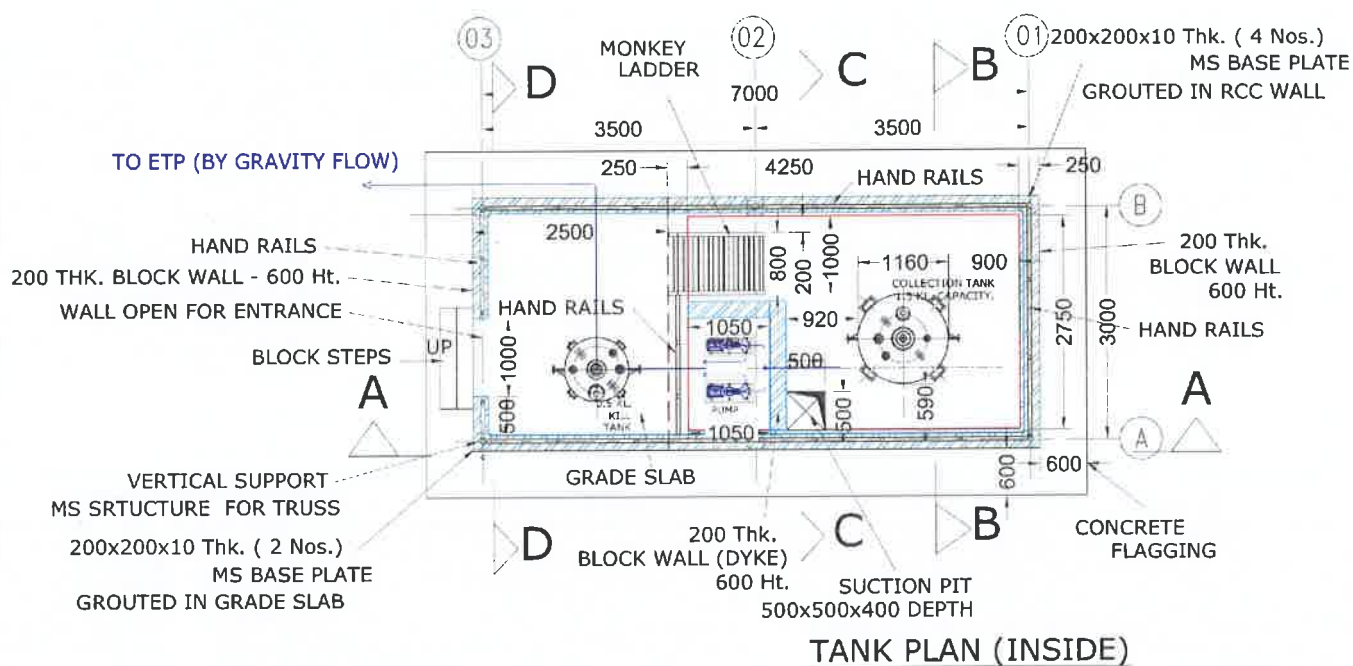 03
02
01
MONKEY
LADDER
D
C
B
200x200x10 Thk. ( 4 Nos.)
MS BASE PLATE
GROUTED IN RCC WALL
7000
3500
3500
TO ETP (BY GRAVITY FLOW)
250
4250
250
HAND RAILS
B
HAND RAILS
2500
800
200
1000
1160
900
200 Thk.
BLOCK WALL
600 Ht.
200 THK. BLOCK WALL - 600 Ht.
COLLECTION TANK
CAPACITY.
WALL OPEN FOR ENTRANCE
HAND RAILS
1050
920
2750
3000
HAND RAILS
BLOCK STEPS
UP
1000
500
A
500
KILL
TANK
PUMP
1050
500
590
A
A
VERTICAL SUPPORT
MS SRTUCTURE FOR TRUSS
GRADE SLAB
600
600
200x200x10 Thk. ( 2 Nos.)
MS BASE PLATE
GROUTED IN GRADE SLAB
D
200 Thk.
BLOCK WALL (DYKE)
600 Ht.
C
B
CONCRETE
FLAGGING
SUCTION PIT
500x500x400 DEPTH
TANK PLAN (INSIDE)